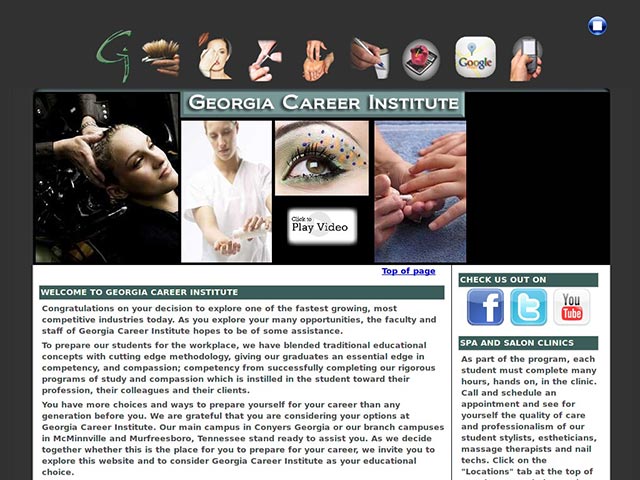 Google
GEORGIA CAREER INSTITUTE
Click to
Play Video
Top of page
WELCOME TO GEORGIA CAREER INSTITUTE
Congratulations on your decision to explore one of the fastest growing, most
competitive industries today. As you explore your many opportunities, the faculty and
staff of Georgia Career Institute hopes to be of some assistance.
To prepare our students for the workplace, we have blended traditional educational
concepts with cutting edge methodology, giving our graduates an essential edge in
competency, and compassion; competency from successfully completing our rigorous
programs of study and compassion which is instilled in the student toward their
profession, their colleagues and their clients.
You have more choices and ways to prepare yourself for your career than any
generation before you. We are grateful that you are considering your options at
Georgia Career Institute. Our main campus in Conyers Georgia or our branch campuses
in McMinnville and Murfreesboro, Tennessee stand ready to assist you. As we decide
together whether this is the place for you to prepare for your career, we invite you to
explore this website and to consider Georgia Career Institute as your educational
choice.
CHECK US OUT ON
You
Tube
SPA AND SALON CLINICS
As part of the program, each
student must complete many
hours, hands on, in the clinic.
Call and schedule an
appointment and see for
yourself the quality of care
and professionalism of our
student stylists, estheticians,
massage therapists and nail
techs. Click on the
"Locations" tab at the top of